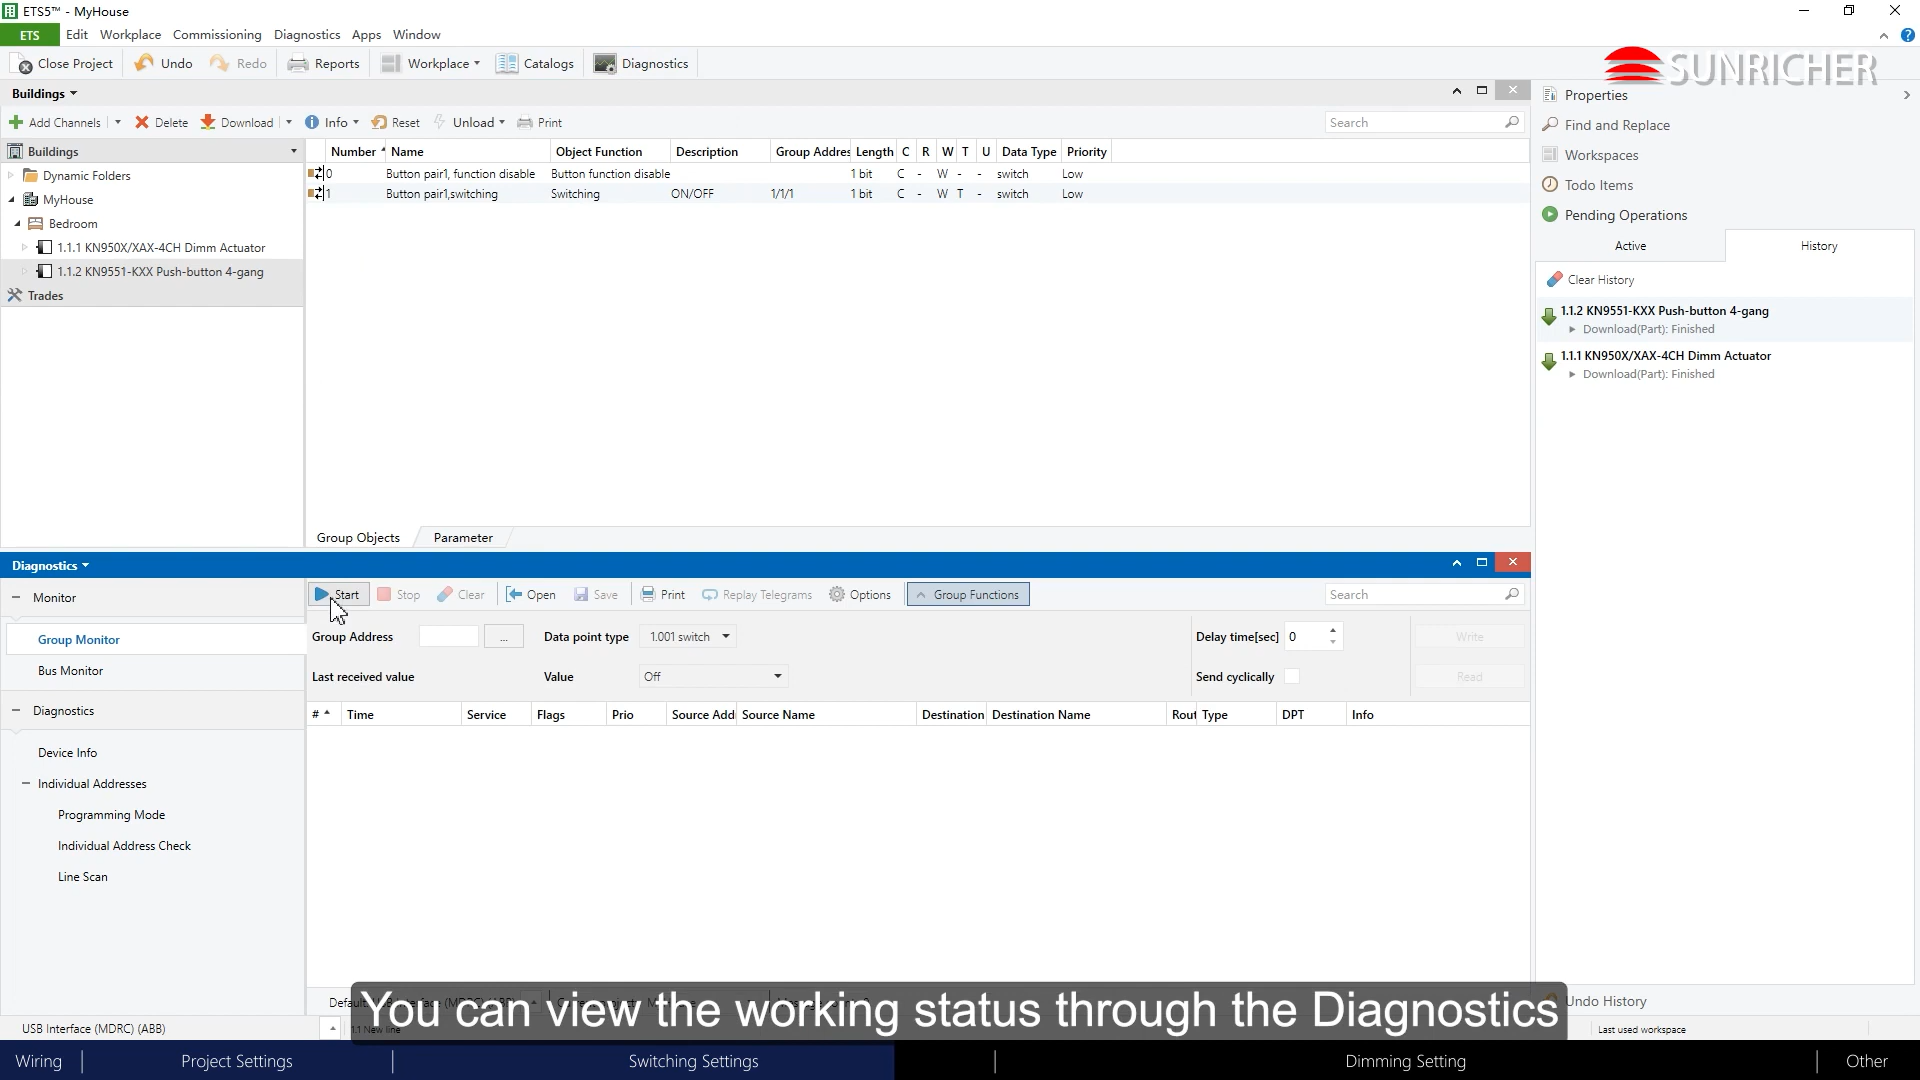 ETS5™ - MyHouse
ETS Edit Workplace Commissioning Diagnostics Apps Window
Close Project Undo Redo Reports Workplace Catalogs Diagnostics
SUNRICHER
Buildings
Add Channels Delete Download Info Reset Unload Print Search
Buildings
Dynamic Folders
MyHouse
Bedroom
1.1.1 KN950X/XAX-4CH Dimm Actuator
1.1.2 KN9551-KXX Push-button 4-gang
Trades
Number Name Object Function Description Group Addres Length C R W T U Data Type Priority
0 Button pair1, function disable Button function disable 1 bit C - W - - switch Low
1 Button pair1,switching Switching ON/OFF 1/1/1 1 bit C - W T - switch Low
Group Objects Parameter
Properties
Find and Replace
Workspaces
Todo Items
Pending Operations
Active History
Clear History
1.1.2 KN9551-KXX Push-button 4-gang
Download(Part): Finished
1.1.1 KN950X/XAX-4CH Dimm Actuator
Download(Part): Finished
Diagnostics
Monitor
Group Monitor
Bus Monitor
Diagnostics
Device Info
Individual Addresses
Programming Mode
Individual Address Check
Line Scan
Start Stop Clear Open Save Print Replay Telegrams Options Group Functions Search
Group Address ... Data point type 1.001 switch Delay time[sec] 0 Write
Last received value Value Off Send cyclically Read
# Time Service Flags Prio Source Add Source Name Destination Destination Name Rout Type DPT Info
You can view the working status through the Diagnostics
Undo History
USB Interface (MDRC) (ABB) 1.1 New line Last used workspace
Wiring Project Settings Switching Settings Dimming Setting Other